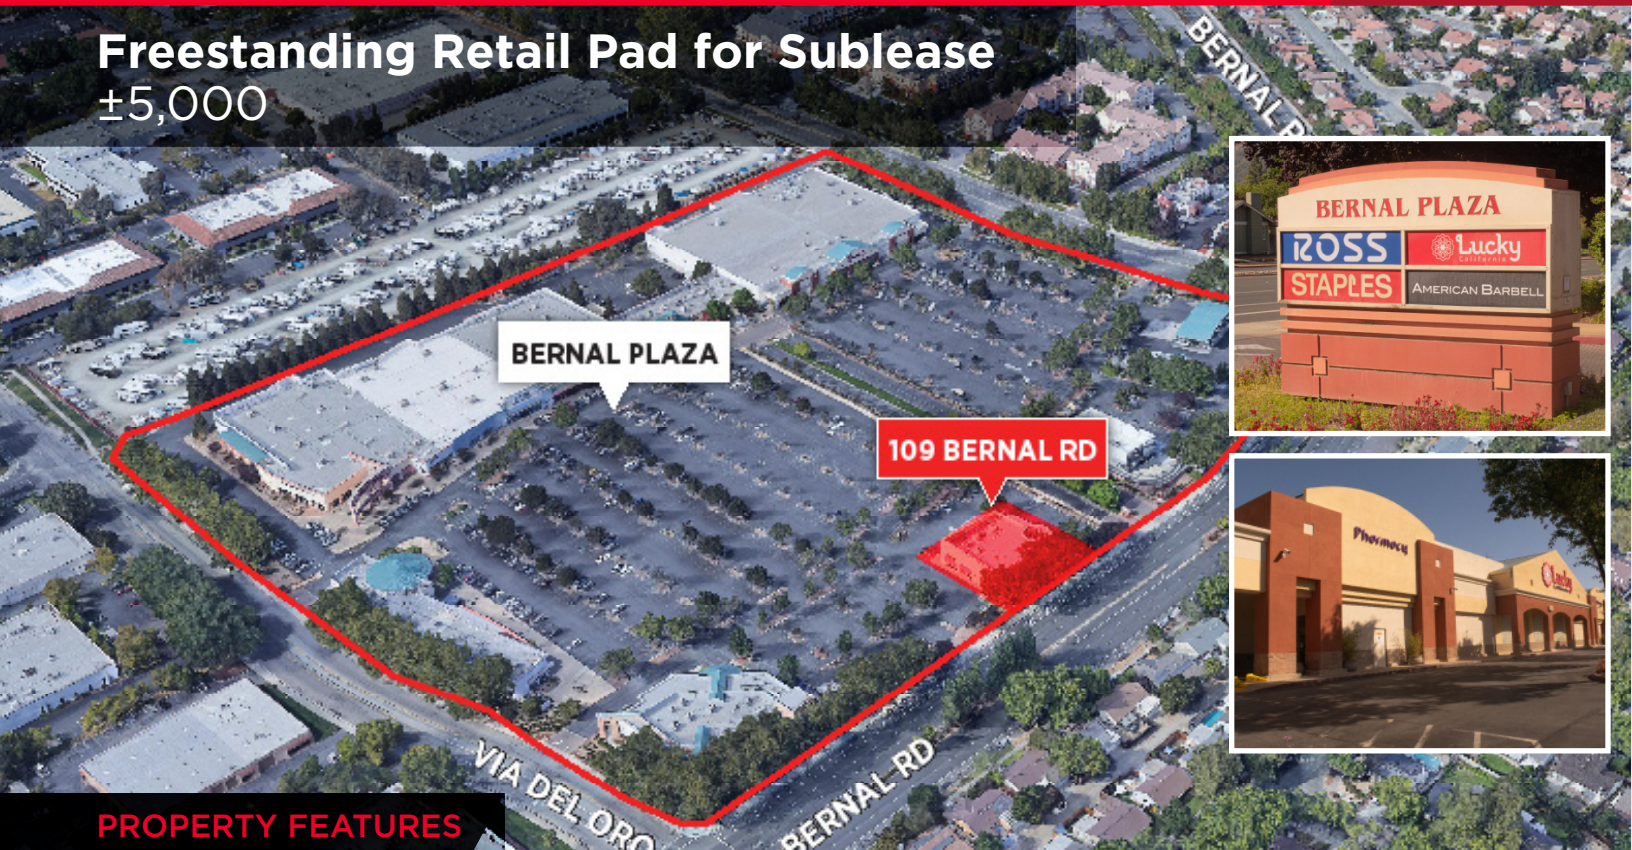 Freestanding Retail Pad for Sublease
±5,000
BERNAL R
BERNAL PLAZA
ROSS
Lucky
California
STAPLES
AMERICAN BARBELL
BERNAL PLAZA
109 BERNAL RD
Pharmacy
Lucky
VIA DEL ORO
BERNAL RD
PROPERTY FEATURES